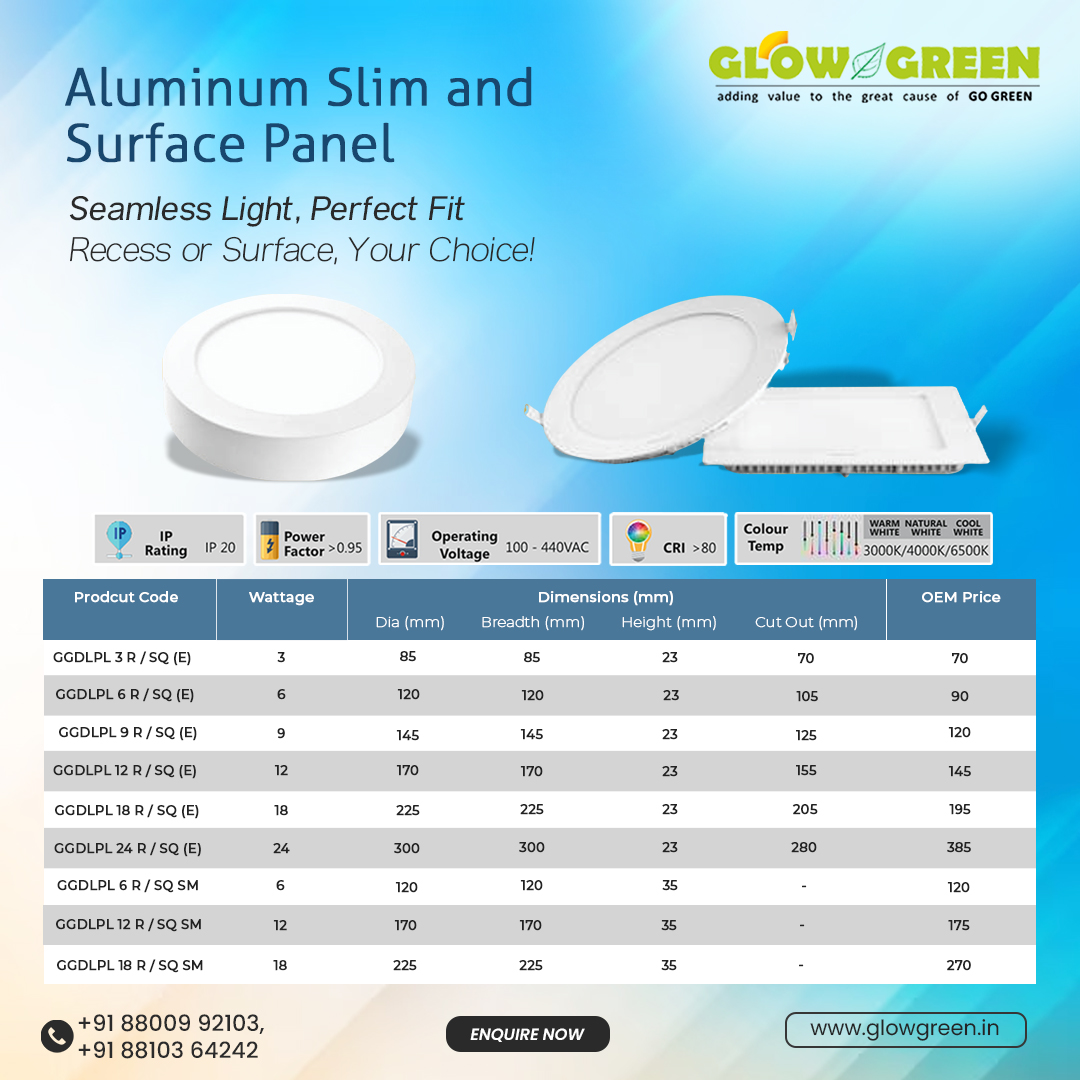 GLOW GREEN
adding value to the great cause of GO GREEN
Aluminum Slim and
Surface Panel
Seamless Light, Perfect Fit
Recess or Surface, Your Choice!
IP IP Rating IP 20
Power Factor >0.95
Operating Voltage 100 - 440VAC
CRI >80
Colour Temp WARM WHITE NATURAL WHITE COOL WHITE
3000K/4000K/6500K
Prodcut Code Wattage Dimensions (mm) OEM Price
Dia (mm) Breadth (mm) Height (mm) Cut Out (mm)
GGDLPL 3 R / SQ (E) 3 85 85 23 70 70
GGDLPL 6 R / SQ (E) 6 120 120 23 105 90
GGDLPL 9 R / SQ (E) 9 145 145 23 125 120
GGDLPL 12 R / SQ (E) 12 170 170 23 155 145
GGDLPL 18 R / SQ (E) 18 225 225 23 205 195
GGDLPL 24 R / SQ (E) 24 300 300 23 280 385
GGDLPL 6 R / SQ SM 6 120 120 35 - 120
GGDLPL 12 R / SQ SM 12 170 170 35 - 175
GGDLPL 18 R / SQ SM 18 225 225 35 - 270
+91 88009 92103,
+91 88103 64242
ENQUIRE NOW
www.glowgreen.in